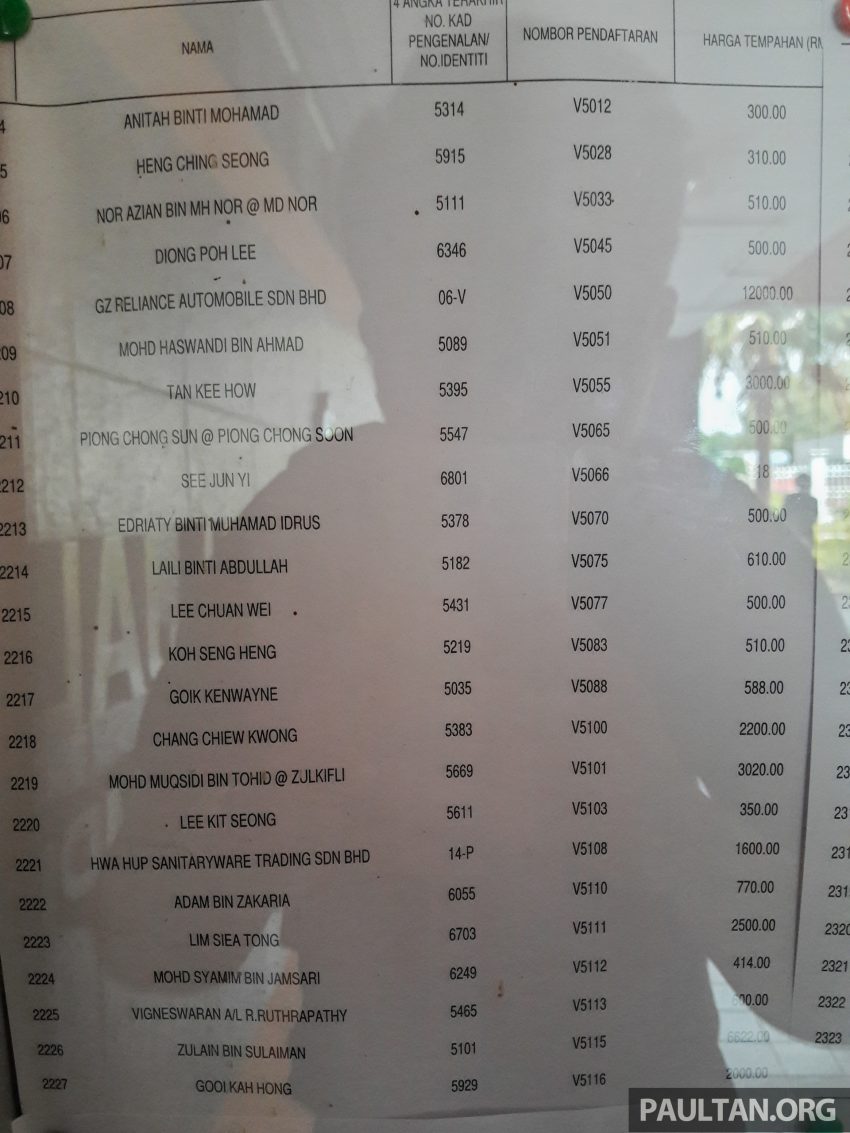 4 ANGKA TERAKHIR
NAMA NO. KAD PENGENALAN/ NO.IDENTITI NOMBOR PENDAFTARAN HARGA TEMPAHAN (RM
4 ANITAH BINTI MOHAMAD 5314 V5012 300.00
5 HENG CHING SEONG 5915 V5028 310.00
06 NOR AZIAN BIN MH NOR @ MD NOR 5111 V5033 510.00
07 DIONG POH LEE 6346 V5045 500.00
08 GZ RELIANCE AUTOMOBILE SDN BHD 06-V V5050 12000.00
209 MOHD HASWANDI BIN AHMAD 5089 V5051 510.00
210 TAN KEE HOW 5395 V5055 3000.00
2211 PIONG CHONG SUN @ PIONG CHONG SOON 5547 V5065 500.00
2212 SEE JUN YI 6801 V5066
2213 EDRIATY BINTI MUHAMAD IDRUS 5378 V5070 500.00
2214 LAILI BINTI ABDULLAH 5182 V5075 610.00
2215 LEE CHUAN WEI 5431 V5077 500.00
2216 KOH SENG HENG 5219 V5083 510.00
2217 GOIK KENWAYNE 5035 V5088 588.00
2218 CHANG CHIEW KWONG 5383 V5100 2200.00
2219 MOHD MUQSIDI BIN TOHID @ ZULKIFLI 5669 V5101 3020.00
2220 LEE KIT SEONG 5611 V5103 350.00
2221 HWA HUP SANITARYWARE TRADING SDN BHD 14-P V5108 1600.00
2222 ADAM BIN ZAKARIA 6055 V5110 770.00
2223 LIM SIEA TONG 6703 V5111 2500.00 2320
2224 MOHD SYAMIM BIN JAMSARI 6249 V5112 414.00 2321
2225 VIGNESWARAN A/L R.RUTHRAPATHY 5465 V5113 2322
2226 ZULAIN BIN SULAIMAN 5101 V5115 6622.00 2323
2227 GOOI KAH HONG 5929 V5116 2000.00
PAULTAN.ORG